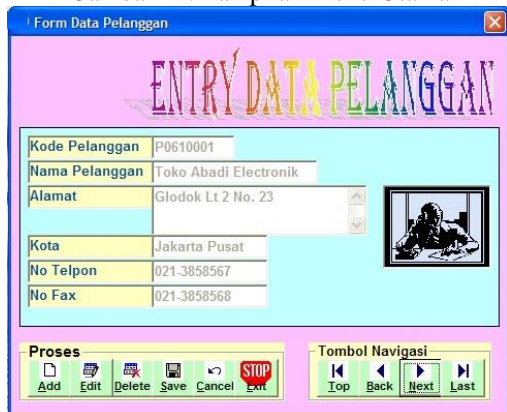 Form Data Pelanggan
ENTRY DATA PELANGGAN
Kode Pelanggan P0610001
Nama Pelanggan Toko Abadi Electronik
Alamat Glodok Lt 2 No. 23
Kota Jakarta Pusat
No Telpon 021-3858567
No Fax 021-3858568
Proses Tombol Navigasi
STOP
Add Edit Delete Save Cancel Exit Top Back Next Last